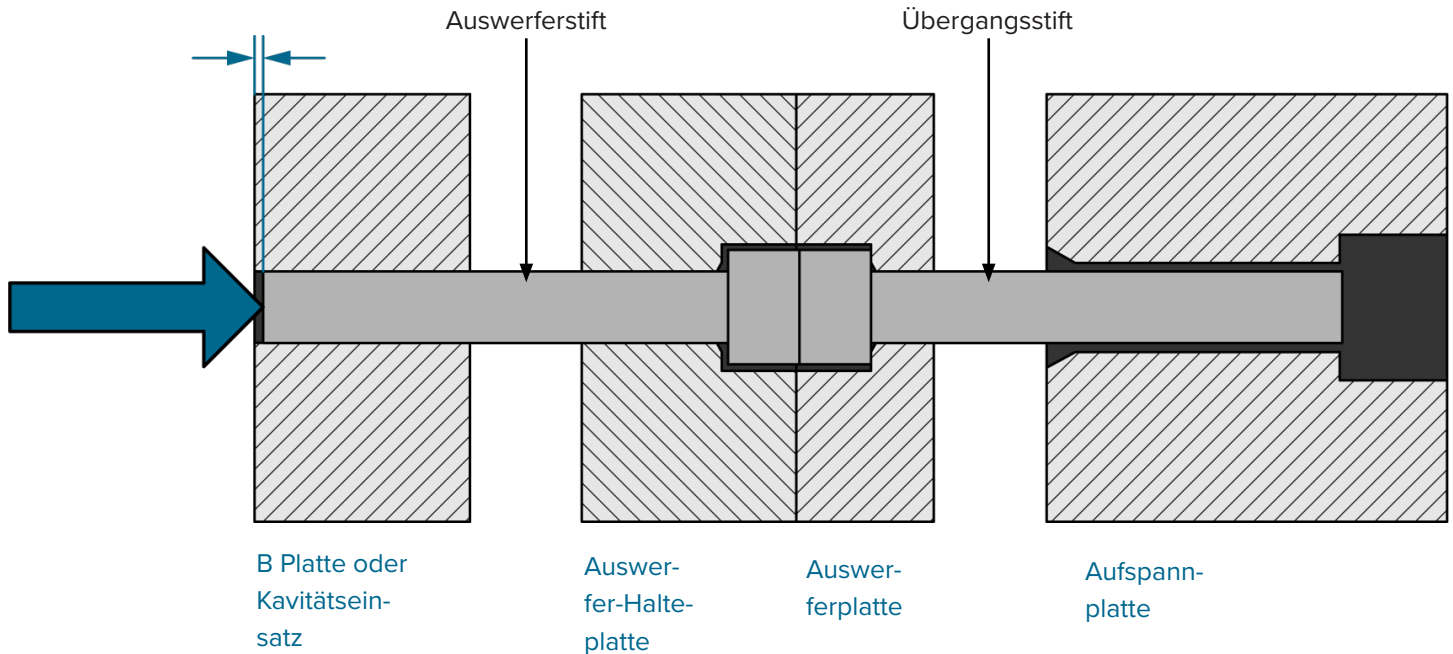 Auswerferstift
Übergangsstift
B Platte oder
Kavitätsein-
satz
Auswer-
fer-Halte-
platte
Auswer-
ferplatte
Aufspann-
platte